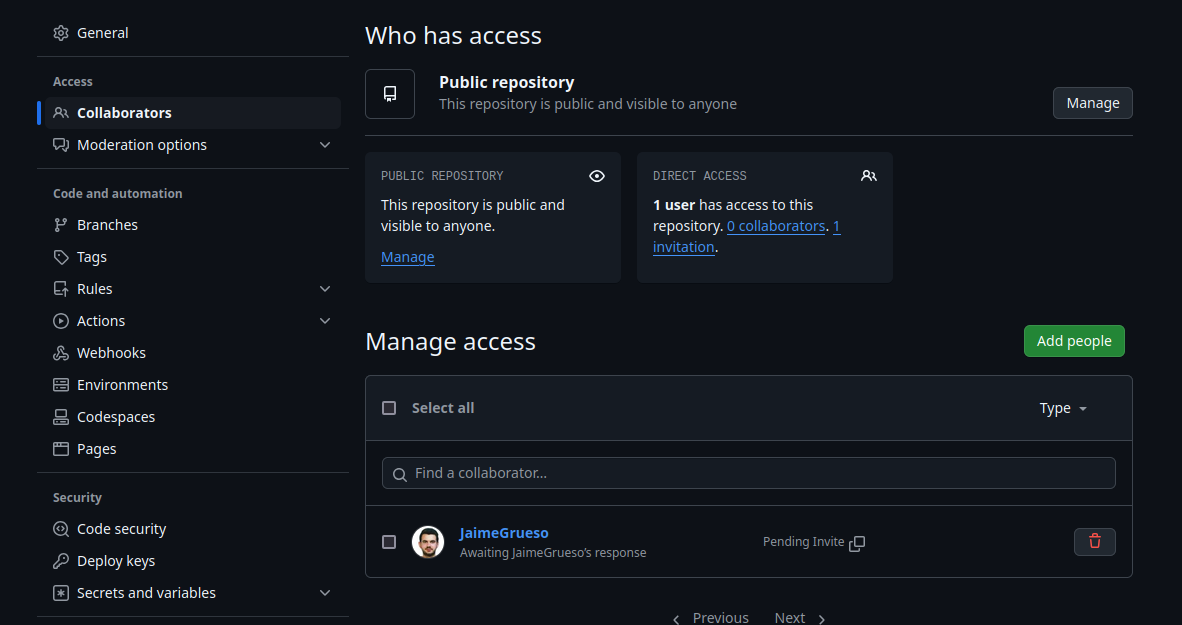 General
Access
Collaborators
Moderation options
Code and automation
Branches
Tags
Rules
Actions
Webhooks
Environments
Codespaces
Pages
Security
Code security
Deploy keys
Secrets and variables
Who has access
Public repository
This repository is public and visible to anyone
Manage
PUBLIC REPOSITORY
This repository is public and
visible to anyone.
Manage
DIRECT ACCESS
1 user has access to this
repository. 0 collaborators. 1
invitation.
Manage access
Add people
Select all
Type
Find a collaborator...
JaimeGrueso
Awaiting JaimeGrueso's response
Pending Invite
Previous Next